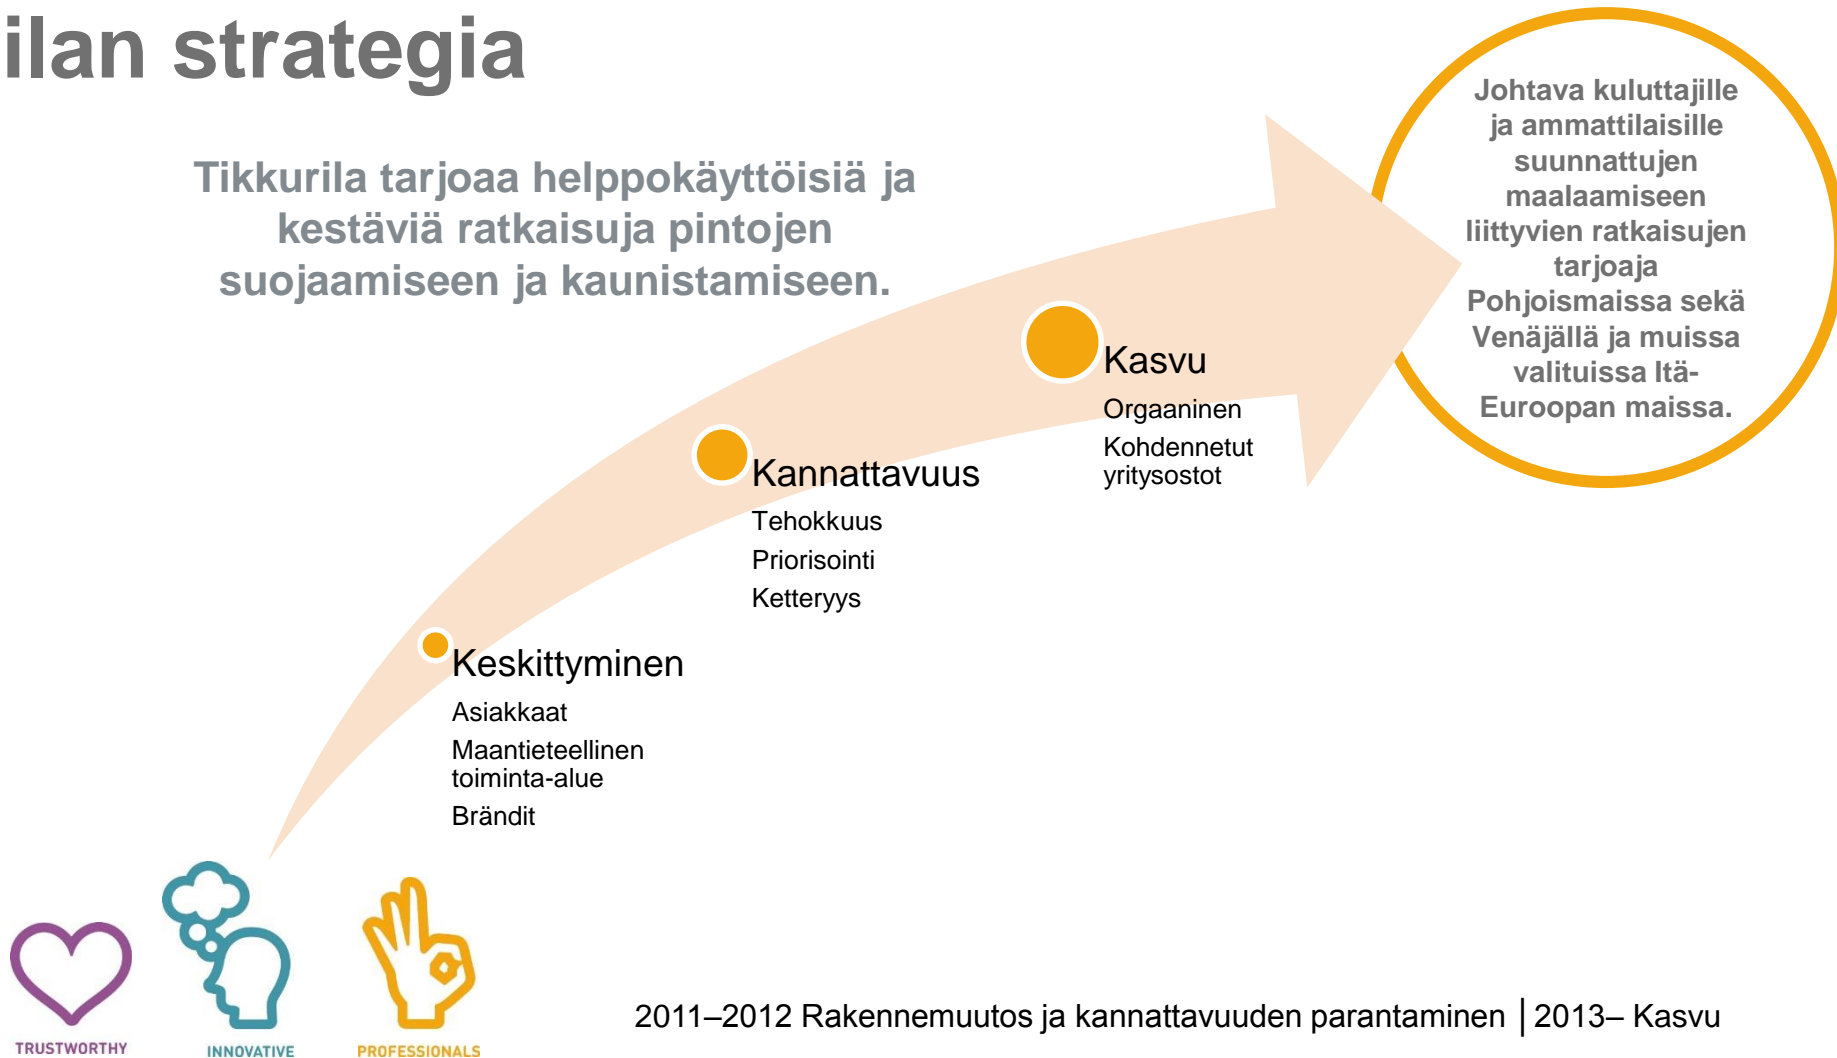 ilan strategia
Tikkurila tarjoaa helppokäyttöisiä ja
kestäviä ratkaisuja pintojen
suojaamiseen ja kaunistamiseen.
Johtava kuluttajille
ja ammattilaisille
suunnattujen
maalaamiseen
liittyvien ratkaisujen
tarjoaja
Pohjoismaissa sekä
Venäjällä ja muissa
valituissa Itä-
Euroopan maissa.
Kasvu
Orgaaninen
Kohdennetut
yritysostot
Kannattavuus
Tehokkuus
Priorisointi
Ketteryys
Keskittyminen
Asiakkaat
Maantieteellinen
toiminta-alue
Brändit
TRUSTWORTHY
INNOVATIVE
PROFESSIONALS
2011–2012 Rakennemuutos ja kannattavuuden parantaminen | 2013– Kasvu